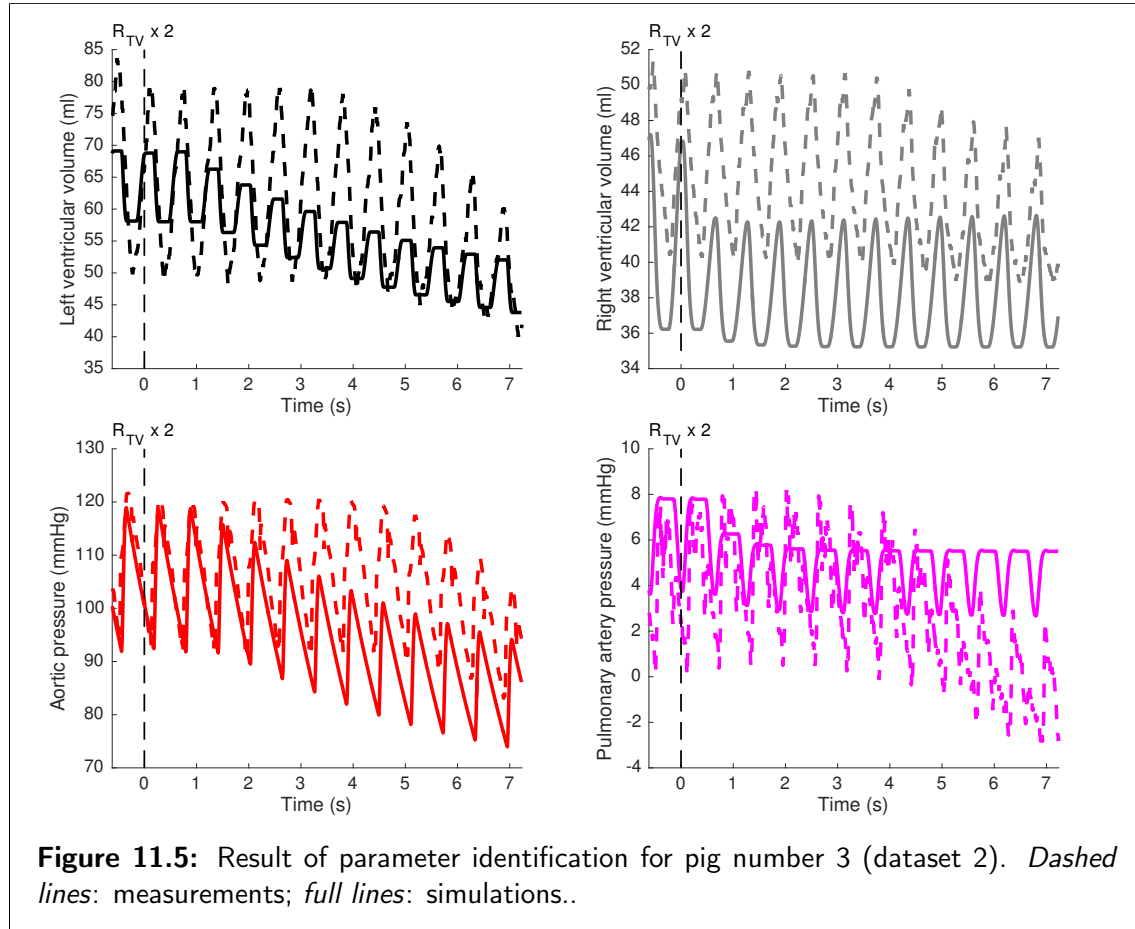 R_TV x 2
85
80
75
70
65
60
55
50
45
40
35
Left ventricular volume (ml)
0 1 2 3 4 5 6 7
Time (s)
R_TV x 2
52
50
48
46
44
42
40
38
36
34
Right ventricular volume (ml)
0 1 2 3 4 5 6 7
Time (s)
R_TV x 2
130
120
110
100
90
80
70
Aortic pressure (mmHg)
0 1 2 3 4 5 6 7
Time (s)
R_TV x 2
10
8
6
4
2
0
-2
-4
Pulmonary artery pressure (mmHg)
0 1 2 3 4 5 6 7
Time (s)
Figure 11.5: Result of parameter identification for pig number 3 (dataset 2). Dashed
lines: measurements; full lines: simulations..